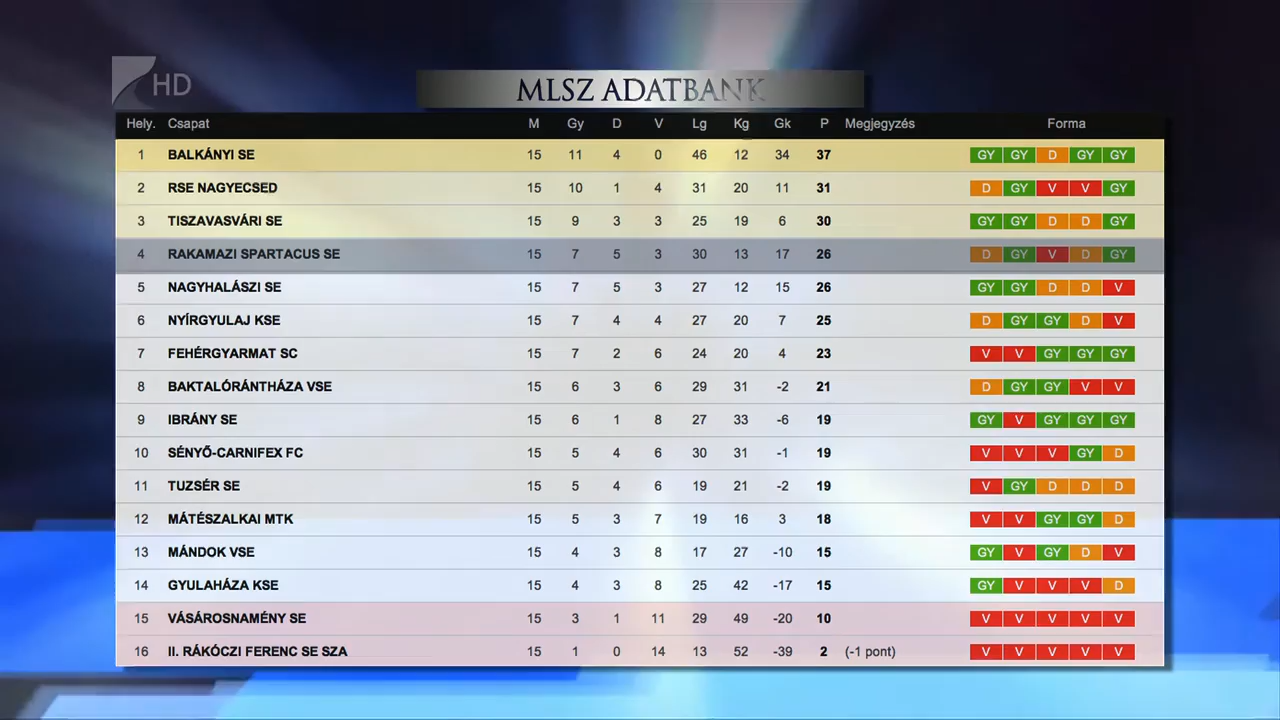 HD
MLSZ ADATBANK
Hely. Csapat M Gy D V Lg Kg Gk P Megjegyzés Forma
1 BALKÁNYI SE 15 11 4 0 46 12 34 37 GY GY D GY GY
2 RSE NAGYECSED 15 10 1 4 31 20 11 31 D GY V V GY
3 TISZAVASVÁRI SE 15 9 3 3 25 19 6 30 GY GY D D GY
4 RAKAMAZI SPARTACUS SE 15 7 5 3 30 13 17 26 D GY V D GY
5 NAGYHALÁSZI SE 15 7 5 3 27 12 15 26 GY GY D D V
6 NYÍRGYULAJ KSE 15 7 4 4 27 20 7 25 D GY GY D V
7 FEHÉRGYARMAT SC 15 7 2 6 24 20 4 23 V V GY GY GY
8 BAKTALÓRÁNTHÁZA VSE 15 6 3 6 29 31 -2 21 D GY GY V V
9 IBRÁNY SE 15 6 1 8 27 33 -6 19 GY V GY GY GY
10 SÉNYŐ-CARNIFEX FC 15 5 4 6 30 31 -1 19 V V V GY D
11 TUZSÉR SE 15 5 4 6 19 21 -2 19 V GY D D D
12 MÁTÉSZALKAI MTK 15 5 3 7 19 16 3 18 V V GY GY D
13 MÁNDOK VSE 15 4 3 8 17 27 -10 15 GY V GY D V
14 GYULAHÁZA KSE 15 4 3 8 25 42 -17 15 GY V V V D
15 VÁSÁROSNAMÉNY SE 15 3 1 11 29 49 -20 10 V V V V V
16 II. RÁKÓCZI FERENC SE SZA 15 1 0 14 13 52 -39 2 (-1 pont) V V V V V